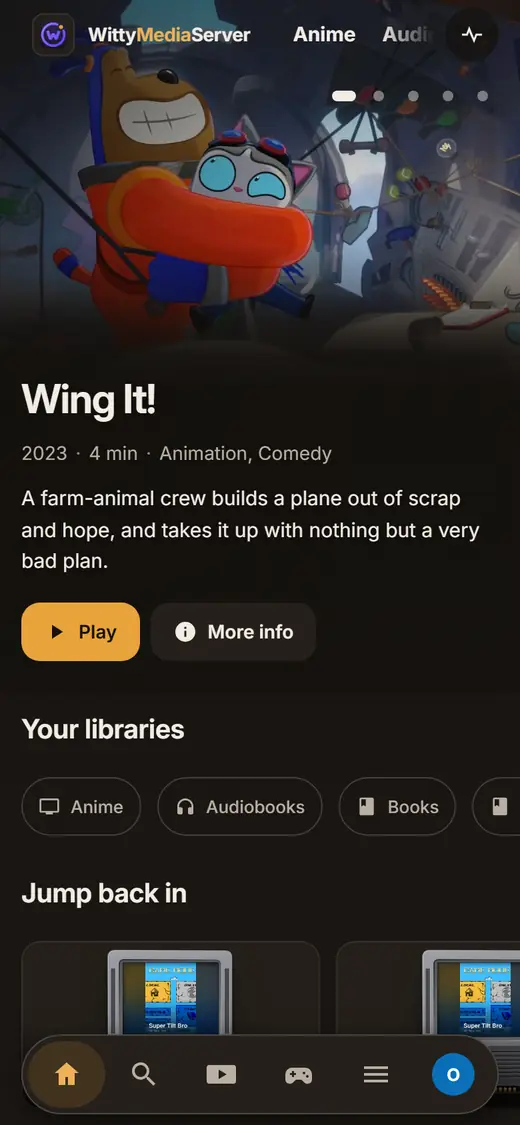 WittyMediaServer
Anime
Wing It!
2023 · 4 min · Animation, Comedy
A farm-animal crew builds a plane out of scrap
and hope, and takes it up with nothing but a very
bad plan.
Play
More info
Your libraries
Anime
Audiobooks
Books
Jump back in
Super Tilt Bro
Super Tilt Bro
O